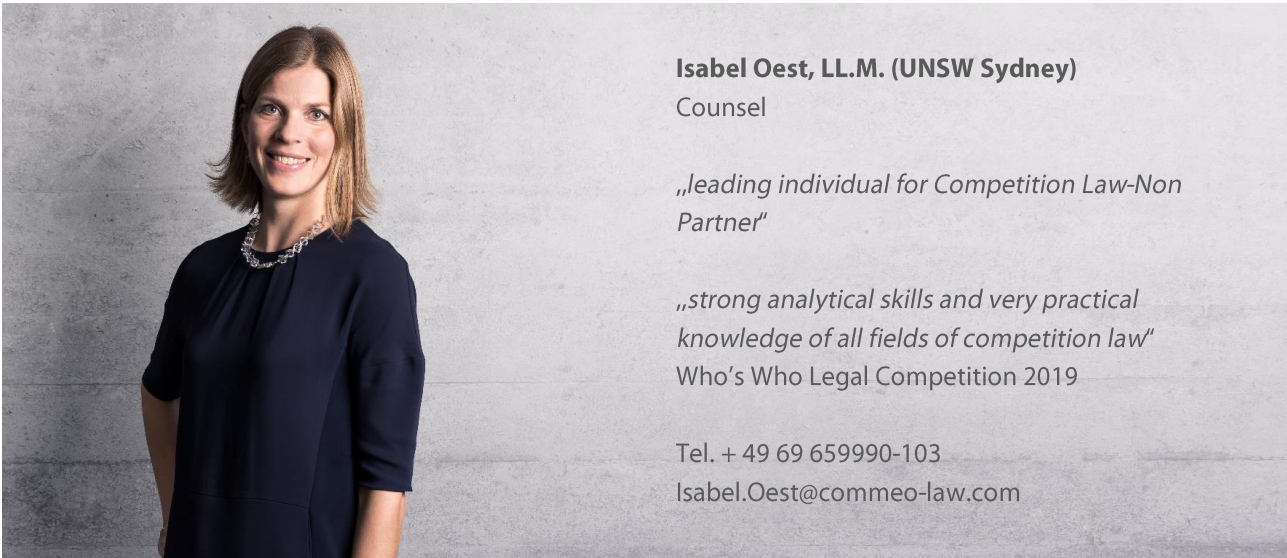 Isabel Oest, LL.M. (UNSW Sydney)
Counsel
„leading individual for Competition Law-Non
Partner“
„strong analytical skills and very practical
knowledge of all fields of competition law“
Who’s Who Legal Competition 2019
Tel. + 49 69 659990-103
Isabel.Oest@commeo-law.com